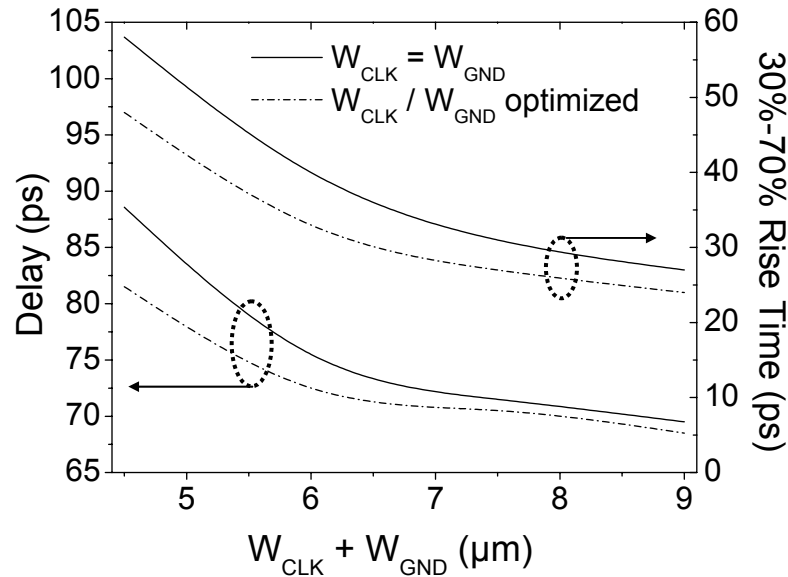 105
100
95
90
85
80
75
70
65
Delay (ps)
60
50
40
30
20
10
0
30%-70% Rise Time (ps)
W_CLK = W_GND
W_CLK / W_GND optimized
5 6 7 8 9
W_CLK + W_GND (µm)